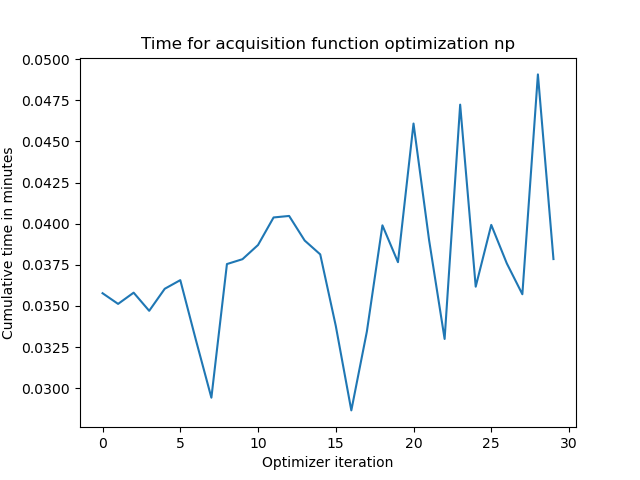 Time for acquisition function optimization np
0.0500
0.0475
0.0450
0.0425
0.0400
0.0375
0.0350
0.0325
0.0300
Cumulative time in minutes
0 5 10 15 20 25 30
Optimizer iteration